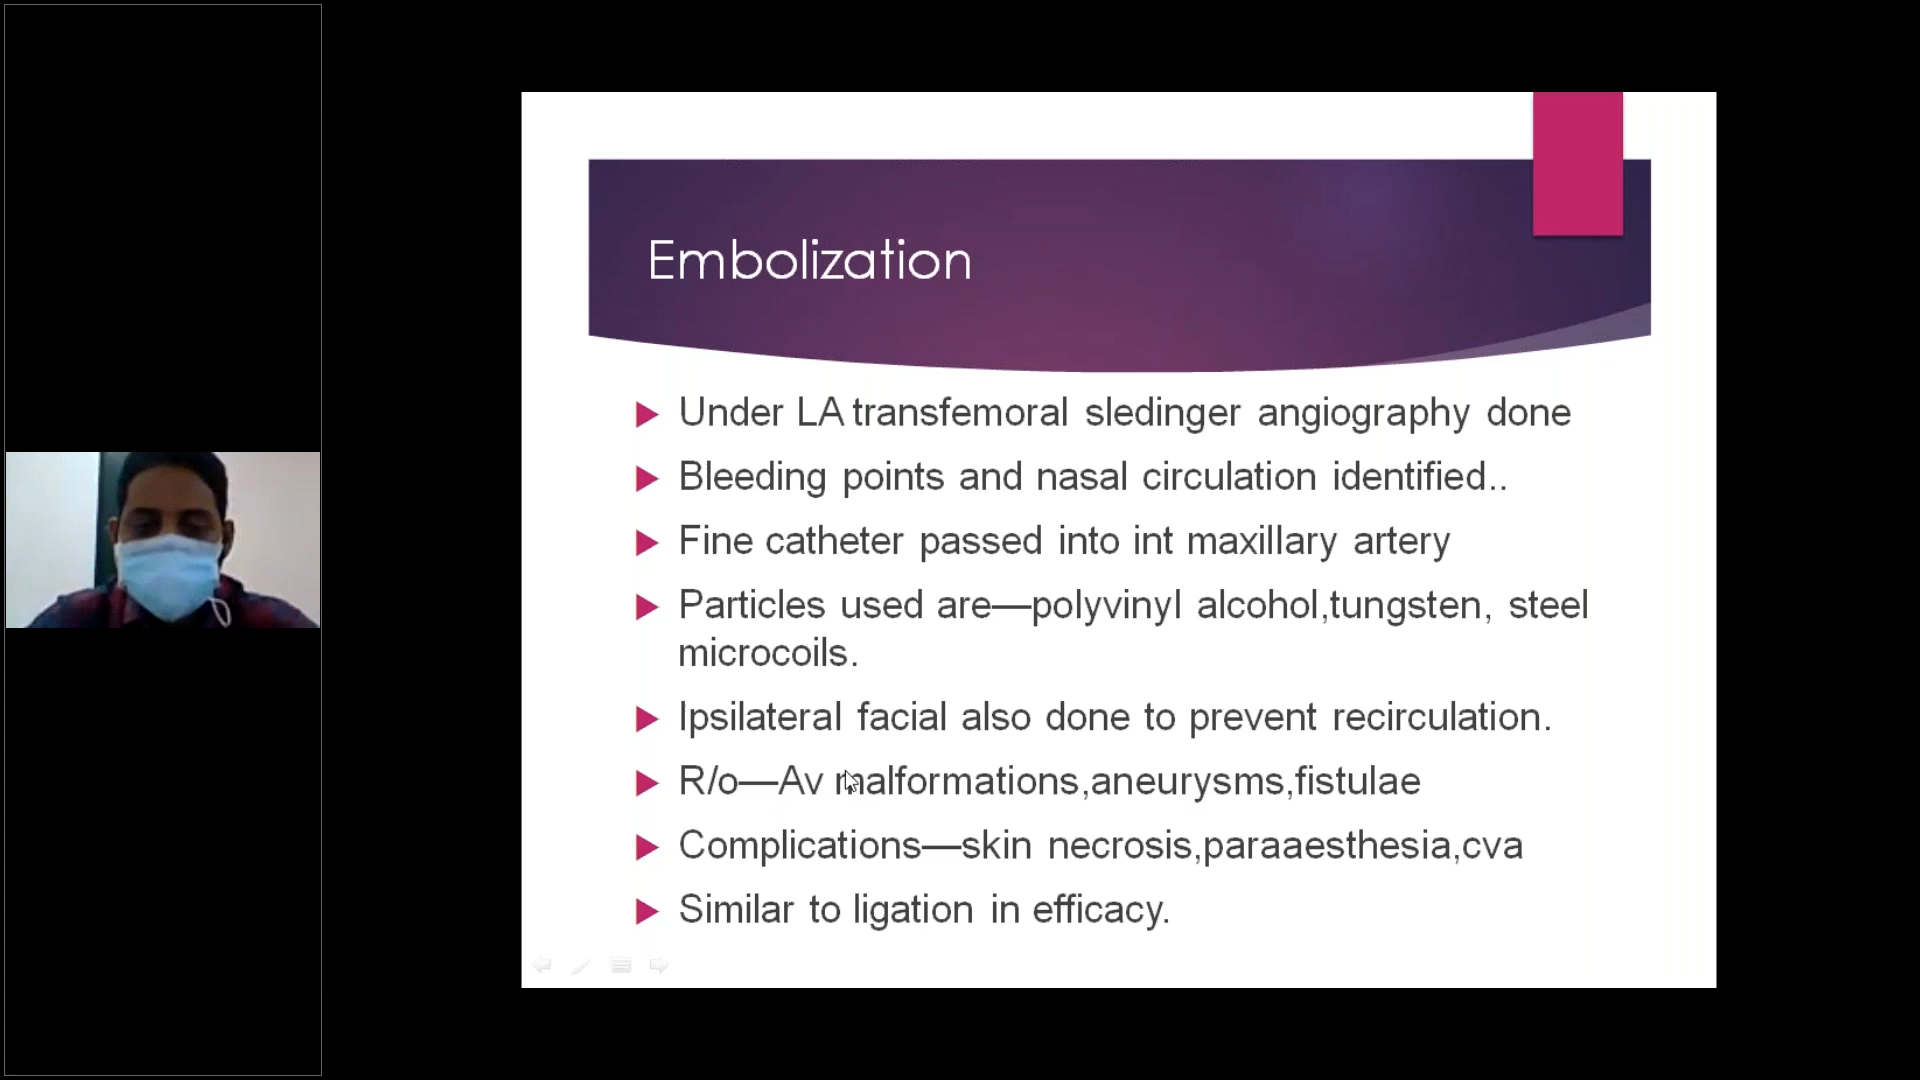 Embolization
Under LA transfemoral sledinger angiography done
Bleeding points and nasal circulation identified..
Fine catheter passed into int maxillary artery
Particles used are—polyvinyl alcohol,tungsten, steel
microcoils.
Ipsilateral facial also done to prevent recirculation.
R/o—Av malformations,aneurysms,fistulae
Complications—skin necrosis,paraaesthesia,cva
Similar to ligation in efficacy.